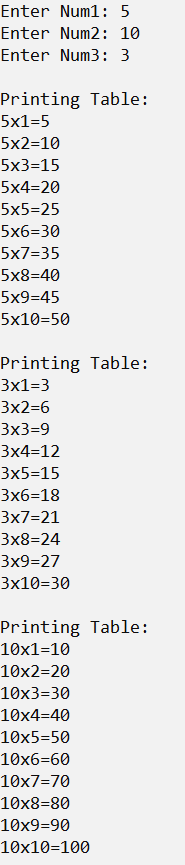 Enter Num1: 5
Enter Num2: 10
Enter Num3: 3
Printing Table:
5x1=5
5x2=10
5x3=15
5x4=20
5x5=25
5x6=30
5x7=35
5x8=40
5x9=45
5x10=50
Printing Table:
3x1=3
3x2=6
3x3=9
3x4=12
3x5=15
3x6=18
3x7=21
3x8=24
3x9=27
3x10=30
Printing Table:
10x1=10
10x2=20
10x3=30
10x4=40
10x5=50
10x6=60
10x7=70
10x8=80
10x9=90
10x10=100